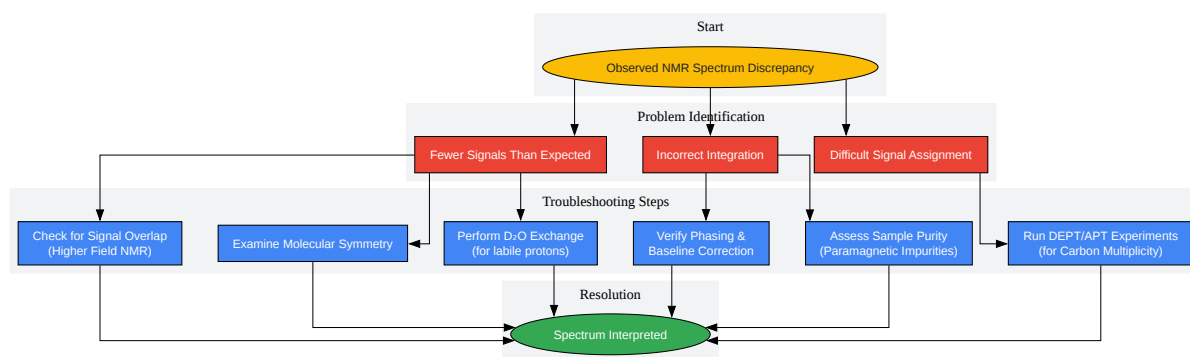 Start
Observed NMR Spectrum Discrepancy
Problem Identification
Fewer Signals Than Expected
Incorrect Integration
Difficult Signal Assignment
Troubleshooting Steps
Check for Signal Overlap
(Higher Field NMR)
Examine Molecular Symmetry
Perform D₂O Exchange
(for labile protons)
Verify Phasing &
Baseline Correction
Assess Sample Purity
(Paramagnetic Impurities)
Run DEPT/APT Experiments
(for Carbon Multiplicity)
Resolution
Spectrum Interpreted